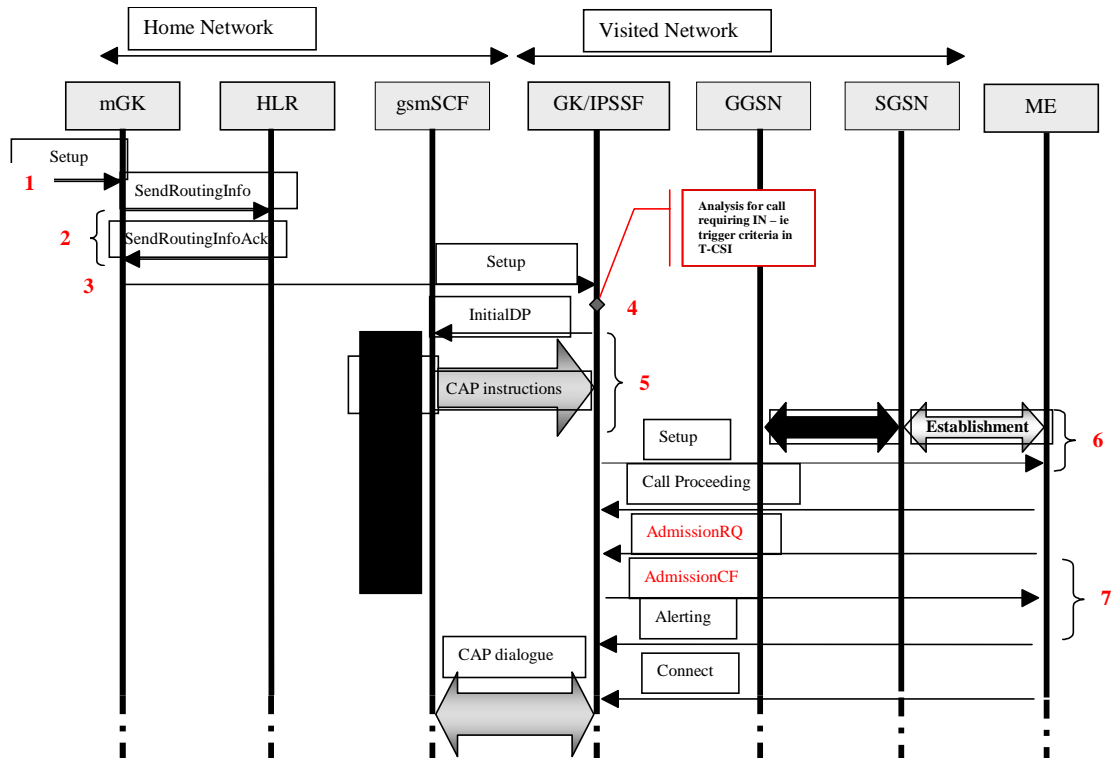 Home Network
Visited Network
mGK
HLR
gsmSCF
GK/IPSSF
GGSN
SGSN
ME
Setup
1
SendRoutingInfo
Analysis for call
requiring IN – ie
trigger criteria in
T-CSI
2
SendRoutingInfoAck
Setup
3
4
InitialDP
5
CAP instructions
Establishment
6
Setup
Call Proceeding
AdmissionRQ
AdmissionCF
7
Alerting
CAP dialogue
Connect